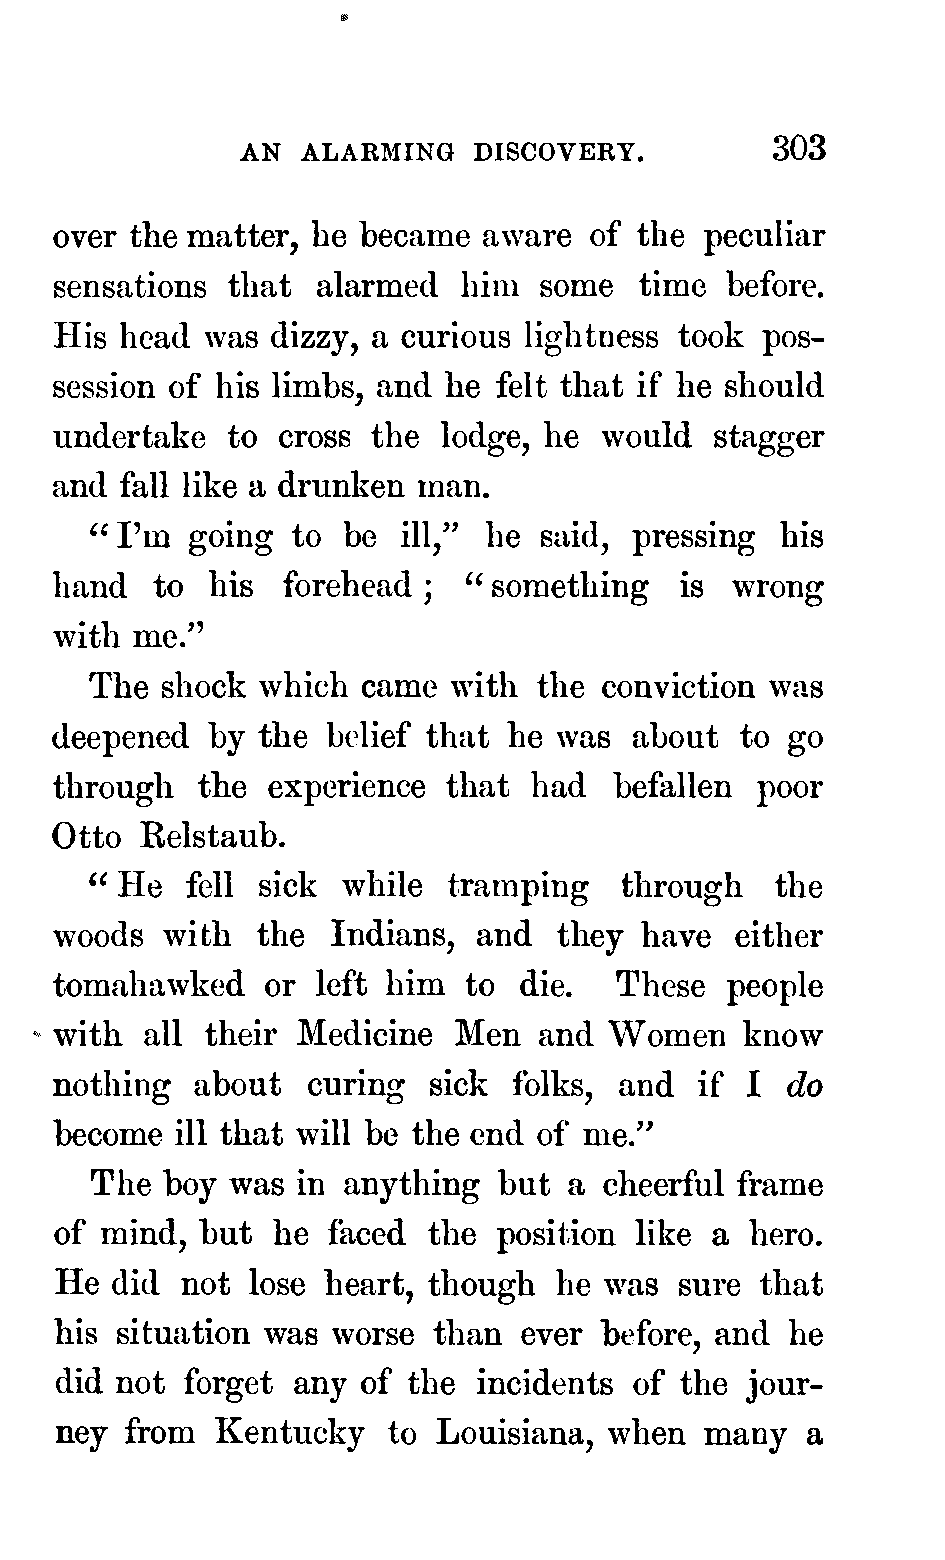 AN ALARMING DISCOVERY. 303
over the matter, he became aware of the peculiar
sensations that alarmed him some time before.
His head was dizzy, a curious lightness took pos-
session of his limbs, and he felt that if he should
undertake to cross the lodge, he would stagger
and fall like a drunken man.
“I’m going to be ill,” he said, pressing his
hand to his forehead ; “something is wrong
with me.”
The shock which came with the conviction was
deepened by the belief that he was about to go
through the experience that had befallen poor
Otto Relstaub.
“He fell sick while tramping through the
woods with the Indians, and they have either
tomahawked or left him to die. These people
with all their Medicine Men and Women know
nothing about curing sick folks, and if I do
become ill that will be the end of me.”
The boy was in anything but a cheerful frame
of mind, but he faced the position like a hero.
He did not lose heart, though he was sure that
his situation was worse than ever before, and he
did not forget any of the incidents of the jour-
ney from Kentucky to Louisiana, when many a